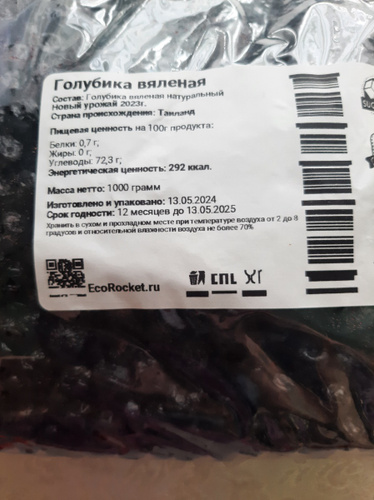 Голубика вяленая
Состав: Голубика вяленая натуральный
Новый урожай 2023г.
Страна происхождения: Таиланд
Пищевая ценность на 100г продукта:
Белки: 0,7 г;
Жиры: 0 г;
Углеводы: 72,3 г;
Энергетическая ценность: 292 ккал.
Масса нетто: 1000 грамм
Изготовлено и упаковано: 13.05.2024
Срок годности: 12 месяцев до 13.05.2025
Хранить в сухом и прохладном месте при температуре воздуха от 2 до 8
градусов и относительной влажности воздуха не более 70%
EcoRocket.ru
СПL